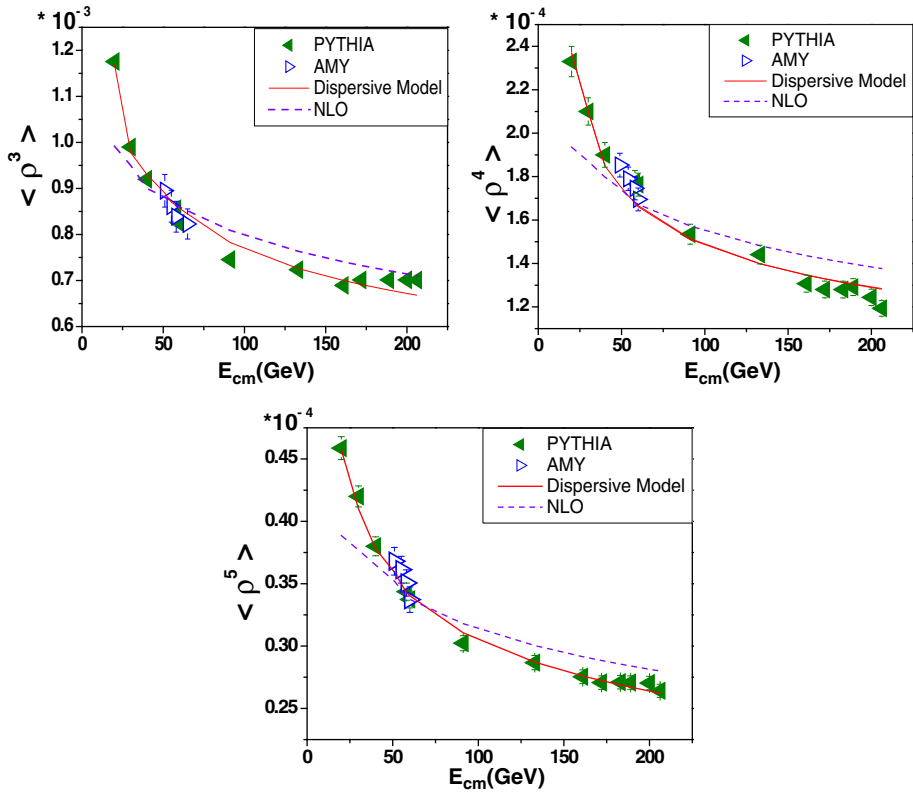 * 10⁻³
1.2
1.1
1.0
0.9
0.8
0.7
0.6
< ρ³ >
PYTHIA
AMY
Dispersive Model
NLO
0 50 100 150 200
E_cm(GeV)
* 10⁻⁴
2.4
2.2
2.0
1.8
1.6
1.4
1.2
< ρ⁴ >
PYTHIA
AMY
Dispersive Model
NLO
0 50 100 150 200
E_cm(GeV)
*10⁻⁴
0.45
0.40
0.35
0.30
0.25
< ρ⁵ >
PYTHIA
AMY
Dispersive Model
NLO
0 50 100 150 200
E_cm(GeV)